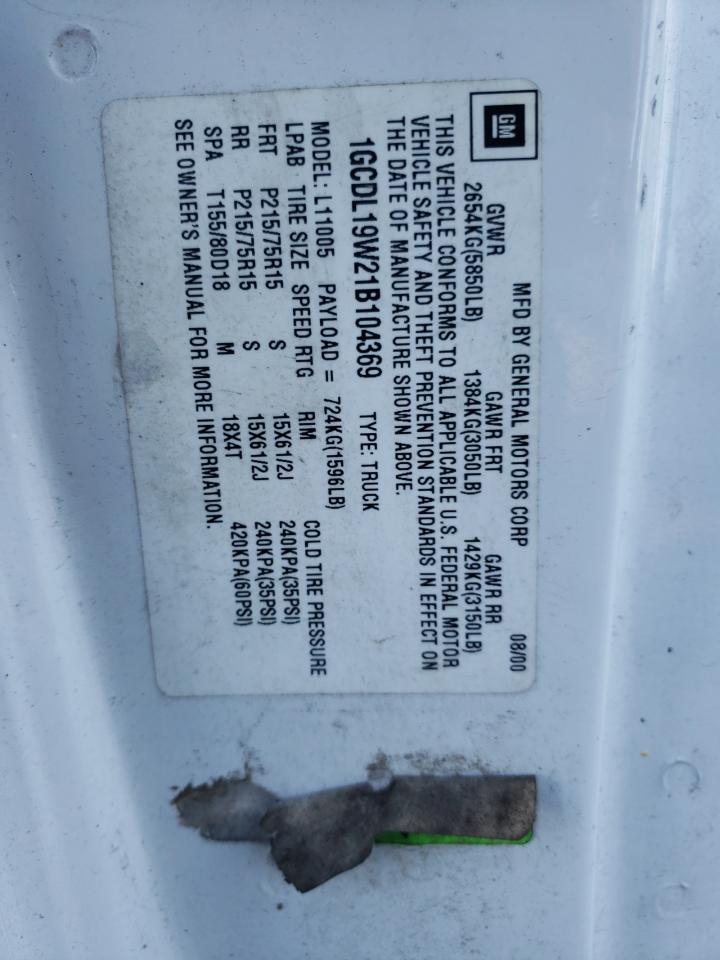 GM
MFD BY GENERAL MOTORS CORP 08/00
GVWR GAWR FRT GAWR RR
2654KG(5850LB) 1384KG(3050LB) 1429KG(3150LB)
THIS VEHICLE CONFORMS TO ALL APPLICABLE U.S. FEDERAL MOTOR
VEHICLE SAFETY AND THEFT PREVENTION STANDARDS IN EFFECT ON
THE DATE OF MANUFACTURE SHOWN ABOVE.
1GCDL19W21B104369 TYPE: TRUCK
MODEL: L11005 PAYLOAD = 724KG(1596LB)
LPAB TIRE SIZE SPEED RTG RIM COLD TIRE PRESSURE
FRT P215/75R15 S 15X61/2J 240KPA(35PSI)
RR P215/75R15 S 15X61/2J 240KPA(35PSI)
SPA T155/80D18 M 18X4T 420KPA(60PSI)
SEE OWNER'S MANUAL FOR MORE INFORMATION.